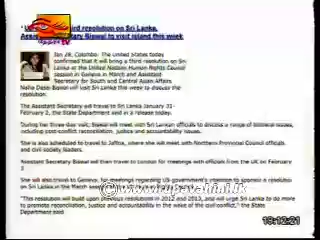 third resolution on Sri Lanka,
Biswal to visit island this week
Jan 28, Colombo: The United States today
confirmed that it will bring a third resolution on Sri
Lanka at the United Nation Human Rights Council
session in Geneva in March and Assistant
Secretary for South and Central Asian Affairs
Nisha Desai Biswal will visit Sri Lanka this week to discuss the
resolution.
The Assistant Secretary will travel to Sri Lanka January 31-
February 2, the State Department said in a release today.
During her three-day visit, Biswal will meet with Sri Lankan officials to discuss a range of bilateral issues,
including post-conflict reconciliation, justice and accountability issues.
She is also scheduled to travel to Jaffna, where she will meet with Northern Provincial Council officials
and civil society leaders.
Assistant Secretary Biswal will then travel to London for meetings with officials from the UK on February
3
She will also travel to Geneva, for meetings regarding US government's intention to sponsor a resolution
on Sri Lanka in the March session
"This resolution will build upon previous resolutions in 2012 and 2013, and will urge Sri Lanka to do more
to promote reconciliation, justice and accountability in the wake of the civil conflict," the State
Department said
19:12:21